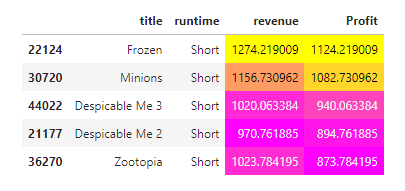 title runtime revenue Profit
22124 Frozen Short 1274.219009 1124.219009
30720 Minions Short 1156.730962 1082.730962
44022 Despicable Me 3 Short 1020.063384 940.063384
21177 Despicable Me 2 Short 970.761885 894.761885
36270 Zootopia Short 1023.784195 873.784195